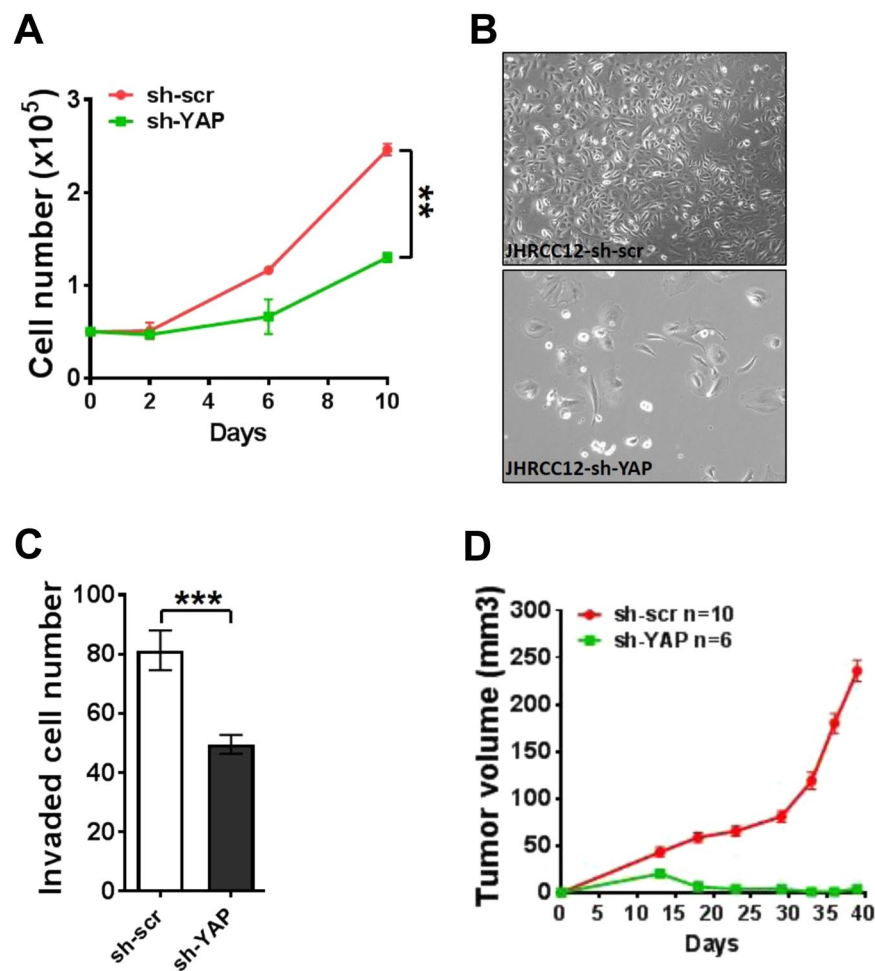 A
sh-scr
sh-YAP
Cell number (x10⁵)
3
2
1
0
0 2 4 6 8 10
Days
**
B
JHRCC12-sh-scr
JHRCC12-sh-YAP
C
Invaded cell number
100
80
60
40
20
0
***
sh-scr
sh-YAP
D
Tumor volume (mm3)
sh-scr n=10
sh-YAP n=6
300
250
200
150
100
50
0
0 5 10 15 20 25 30 35 40
Days